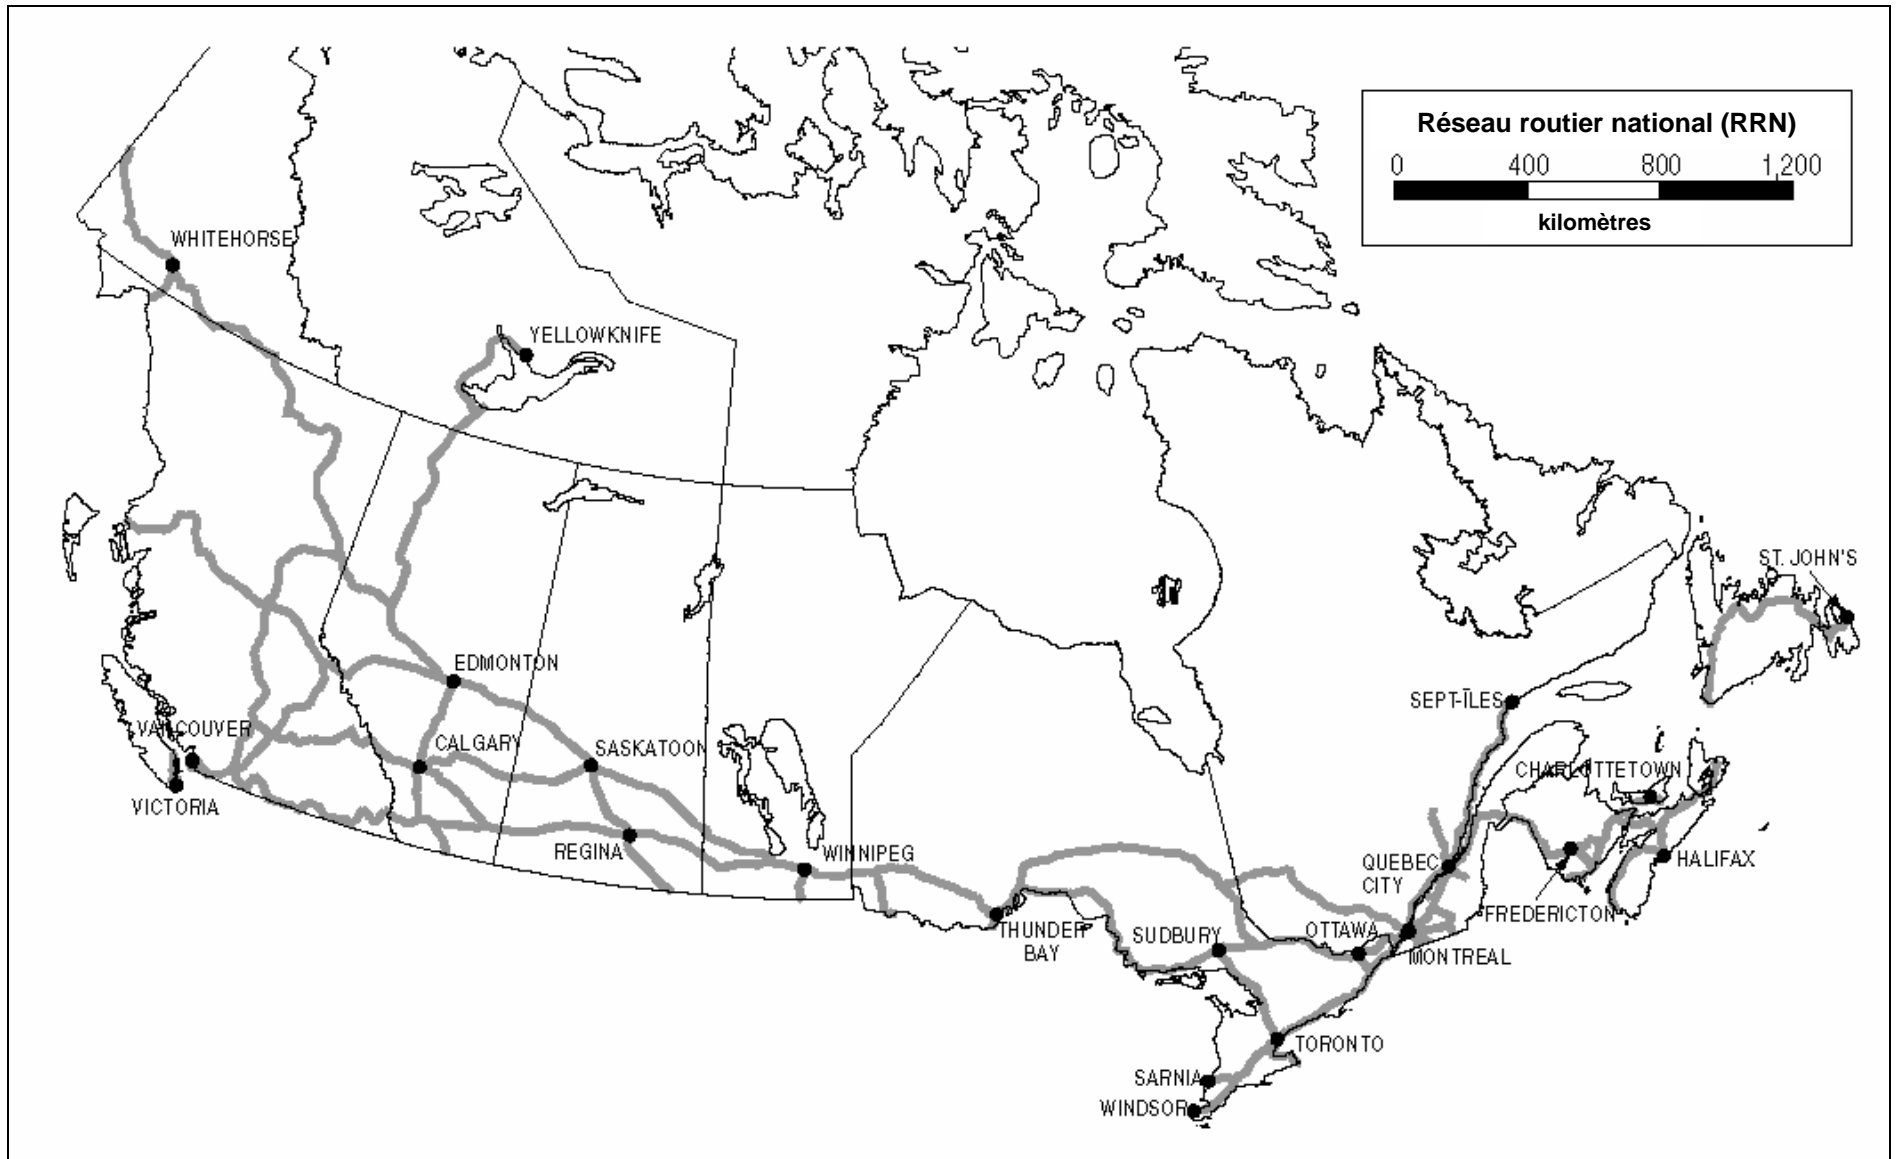 Réseau routier national (RRN)
0 400 800 1,200
kilomètres
WHITEHORSE
YELLOWKNIFE
ST. JOHN'S
EDMONTON
SEPT-ÎLES
VANCOUVER
CALGARY
SASKATOON
CHARLOTTETOWN
VICTORIA
REGINA
WINNIPEG
QUEBEC
CITY
HALIFAX
FREDERICTON
THUNDER
BAY
SUDBURY
OTTAWA
MONTREAL
TORONTO
SARNIA
WINDSOR